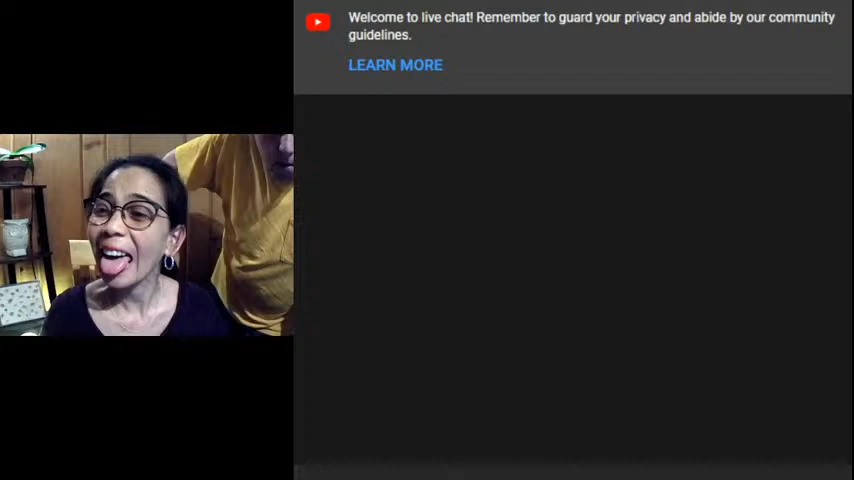 Welcome to live chat! Remember to guard your privacy and abide by our community
guidelines.
LEARN MORE